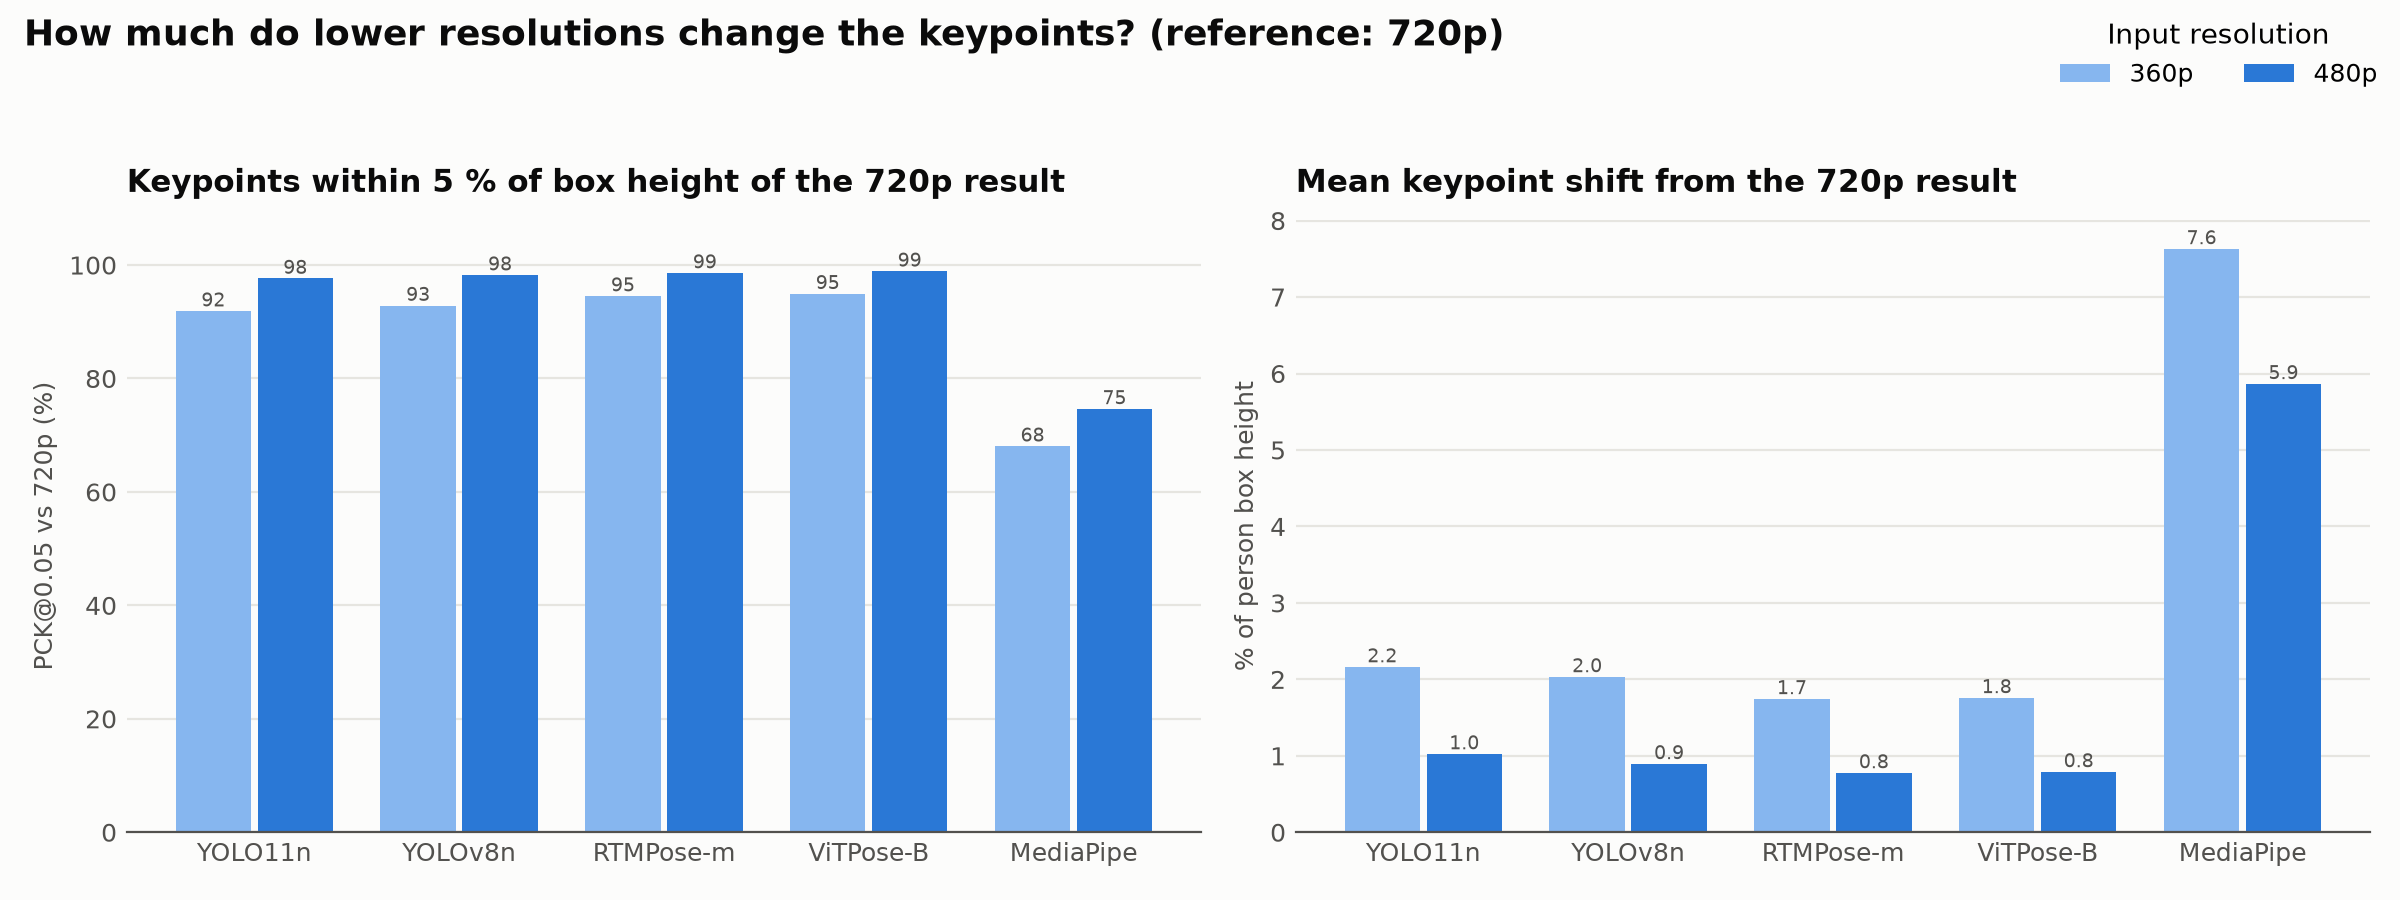 How much do lower resolutions change the keypoints? (reference: 720p)
Input resolution
360p 480p
Keypoints within 5 % of box height of the 720p result
PCK@0.05 vs 720p (%)
100
80
60
40
20
0
92 98 93 98 95 99 95 99 68 75
YOLO11n YOLOv8n RTMPose-m ViTPose-B MediaPipe
Mean keypoint shift from the 720p result
% of person box height
8
7
6
5
4
3
2
1
0
2.2 1.0 2.0 0.9 1.7 0.8 1.8 0.8 7.6 5.9
YOLO11n YOLOv8n RTMPose-m ViTPose-B MediaPipe